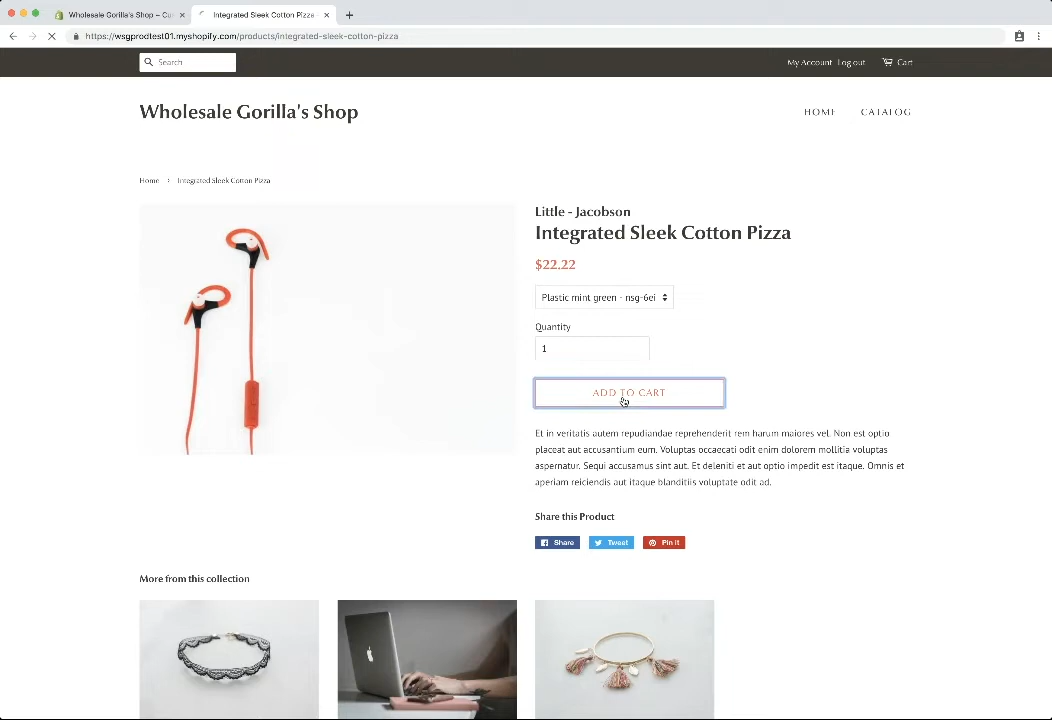 Wholesale Gorilla's Shop – Cu
Integrated Sleek Cotton Pizza
https://wsgprodtest01.myshopify.com/products/integrated-sleek-cotton-pizza
Search
My Account Log out Cart
Wholesale Gorilla's Shop
HOME CATALOG
Home › Integrated Sleek Cotton Pizza
Little - Jacobson
Integrated Sleek Cotton Pizza
$22.22
Plastic mint green - nsg-6ei
Quantity
1
ADD TO CART
Et in veritatis autem repudiandae reprehenderit rem harum maiores vel. Non est optio
placeat aut accusantium eum. Voluptas occaecati odit enim dolorem mollitia voluptas
aspernatur. Sequi accusamus sint aut. Et deleniti et aut optio impedit est itaque. Omnis et
aperiam reiciendis aut itaque blanditiis voluptate odit ad.
Share this Product
Share Tweet Pin it
More from this collection